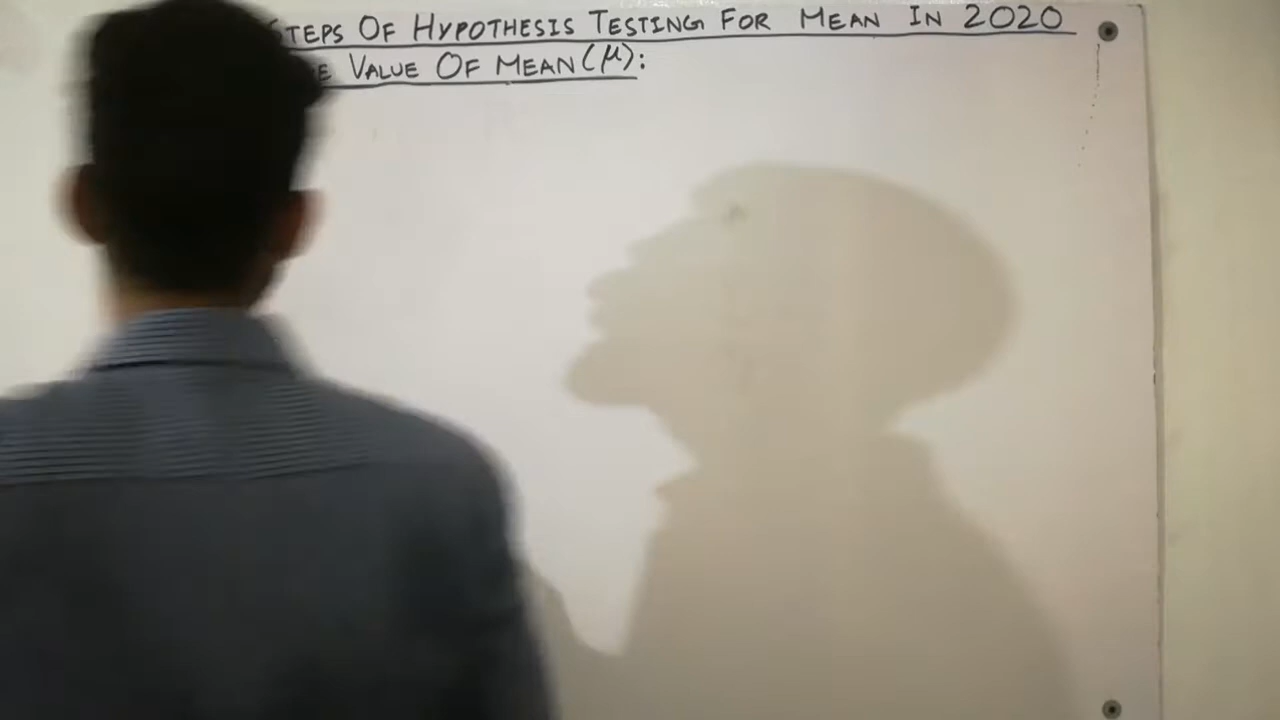 STEPS OF HYPOTHESIS TESTING FOR MEAN IN 2020
VALUE OF MEAN (μ):